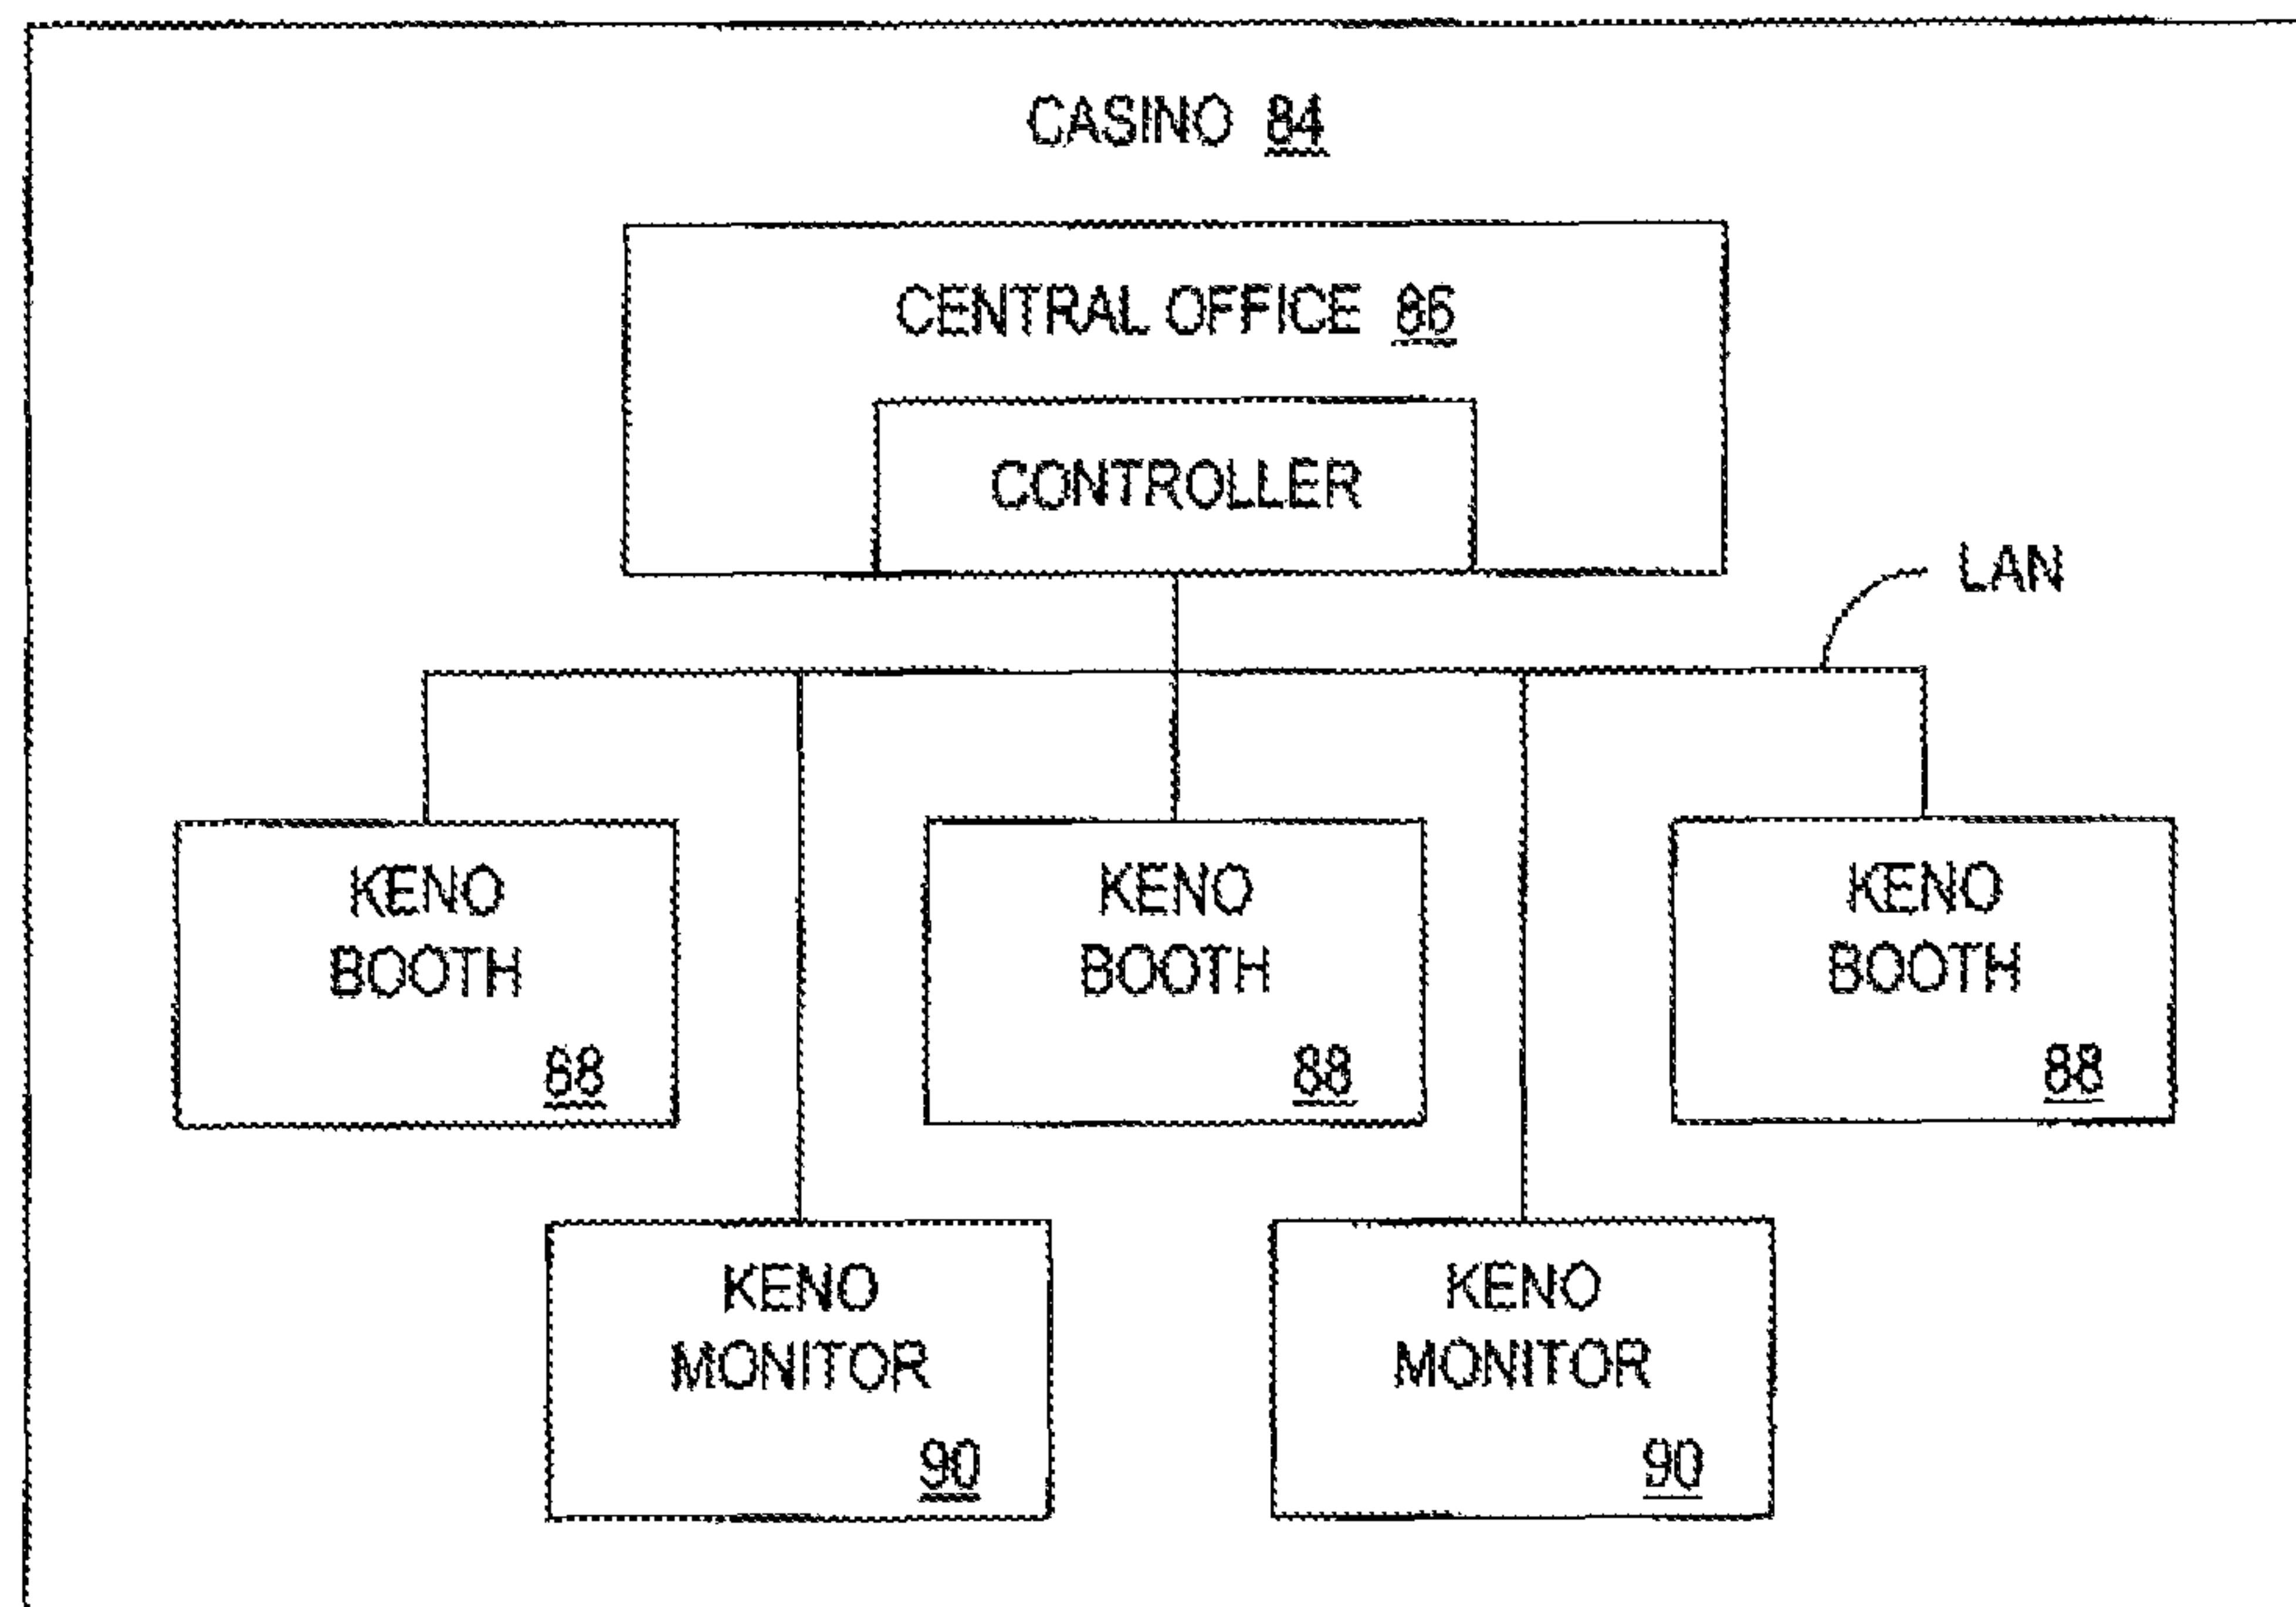 CASINO 84
CENTRAL OFFICE 86
CONTROLLER
LAN
KENO
BOOTH
88
KENO
BOOTH
88
KENO
BOOTH
88
KENO
MONITOR
90
KENO
MONITOR
90